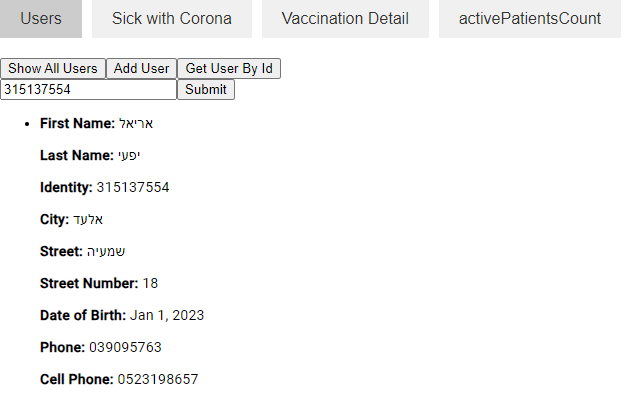 Users Sick with Corona Vaccination Detail activePatientsCount
Show All Users Add User Get User By Id
315137554 Submit
First Name: אריאל
Last Name: יפעי
Identity: 315137554
City: אלעד
Street: שמעיה
Street Number: 18
Date of Birth: Jan 1, 2023
Phone: 039095763
Cell Phone: 0523198657